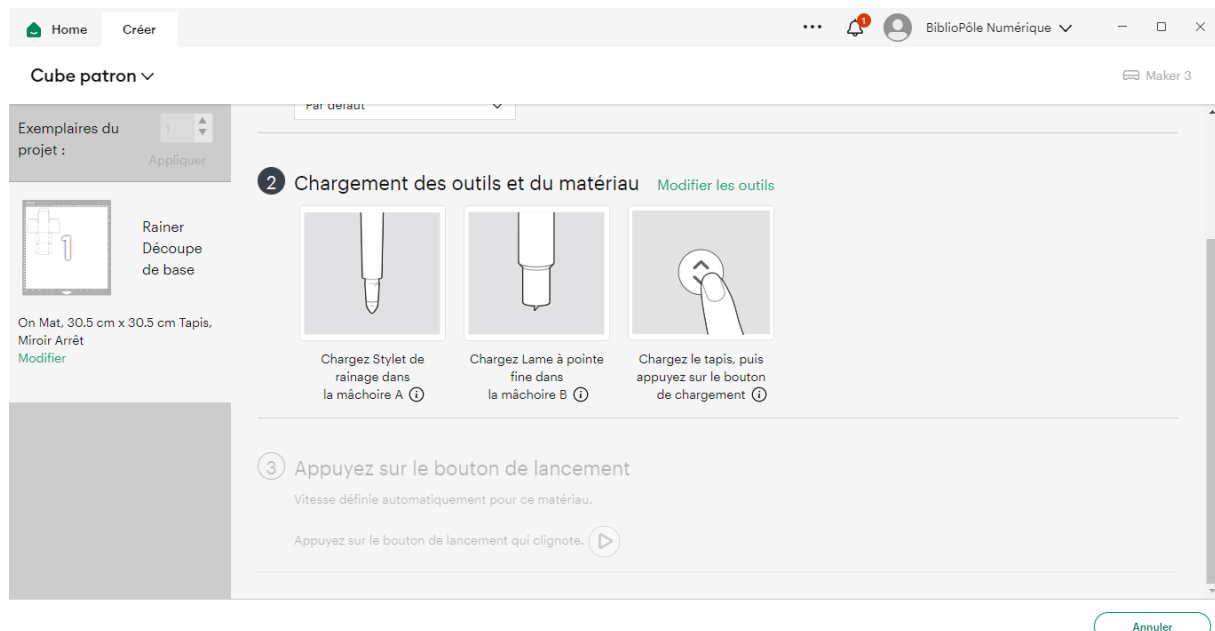 Home
Créer
1
BiblioPôle Numérique
Cube patron
Maker 3
Par défaut
Exemplaires du
projet :
1
Appliquer
1
Rainer
Découpe
de base
On Mat, 30.5 cm x 30.5 cm Tapis,
Miroir Arrêt
Modifier
2 Chargement des outils et du matériau Modifier les outils
Chargez Stylet de
rainage dans
la mâchoire A
Chargez Lame à pointe
fine dans
la mâchoire B
Chargez le tapis, puis
appuyez sur le bouton
de chargement
3 Appuyez sur le bouton de lancement
Vitesse définie automatiquement pour ce matériau.
Appuyez sur le bouton de lancement qui clignote.
Annuler